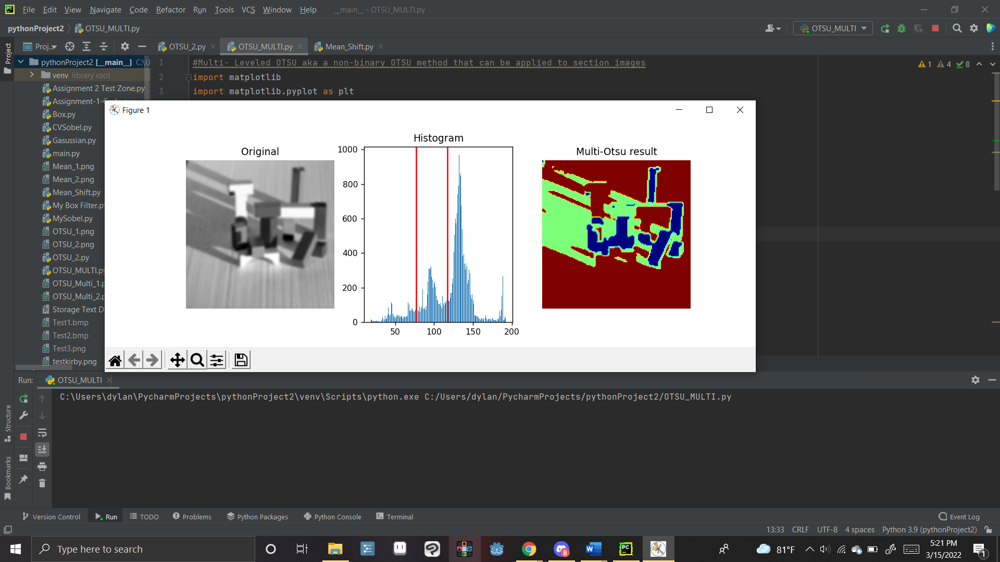 PC File Edit View Navigate Code Refactor Run Tools VCS Window Help __main__ - OTSU_MULTI.py
pythonProject2 OTSU_MULTI.py OTSU_MULTI
Proj... OTSU_2.py OTSU_MULTI.py Mean_Shift.py
Project
pythonProject2 [__main__] C:\U
venv library root
Assignment 2 Test Zone.py
Assignment-1-
Box.py
CVSobel.py
Gasussian.py
main.py
Mean_1.png
Mean_2.png
Mean_Shift.py
My Box Filter.p
MySobel.py
OTSU_1.png
OTSU_2.png
OTSU_2.py
OTSU_MULTI.py
OTSU_Multi_1.p
OTSU_Multi_2.p
Storage Text D
Test1.bmp
Test2.bmp
Test3.png
testkirby.png
1 #Multi- Leveled OTSU aka a non-binary OTSU method that can be applied to section images
2 import matplotlib
3 import matplotlib.pyplot as plt
1 4 8
Figure 1
Original
Histogram
Multi-Otsu result
1000
800
600
400
200
0
50 100 150 200
Run: OTSU_MULTI
C:\Users\dylan\PycharmProjects\pythonProject2\venv\Scripts\python.exe C:/Users/dylan/PycharmProjects/pythonProject2/OTSU_MULTI.py
Structure
Bookmarks
Version Control Run TODO Problems Python Packages Python Console Terminal Event Log
13:33 CRLF UTF-8 4 spaces Python 3.9 (pythonProject2)
Type here to search
8
W
PC
81°F
5:21 PM
3/15/2022
1